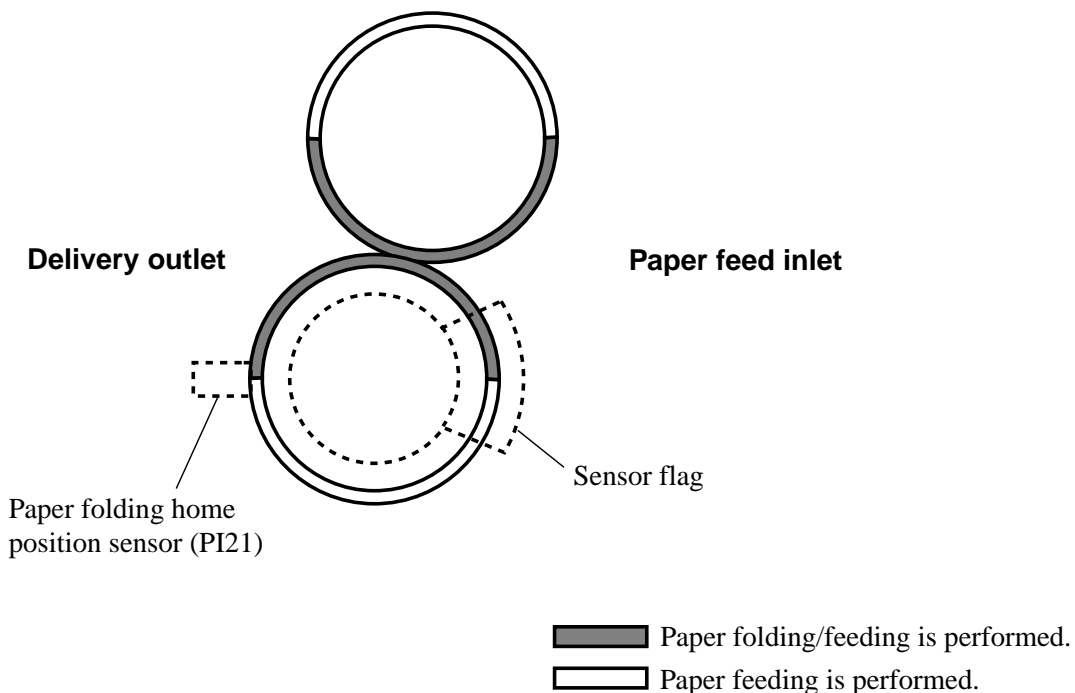 Delivery outlet
Paper feed inlet
Sensor flag
Paper folding home
position sensor (PI21)
Paper folding/feeding is performed.
Paper feeding is performed.